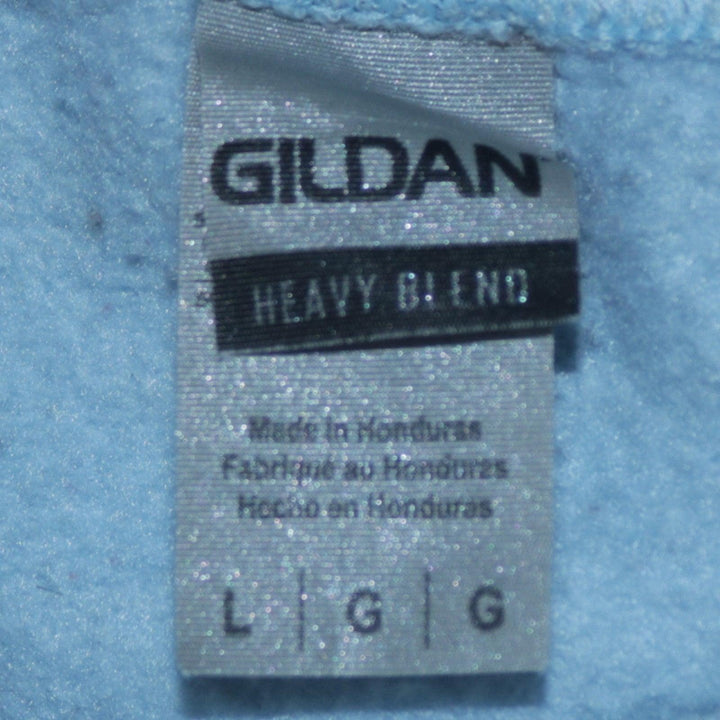 GILDAN
HEAVY BLEND
Made in Honduras
Fabriqué au Honduras
Hecho en Honduras
L | G | G